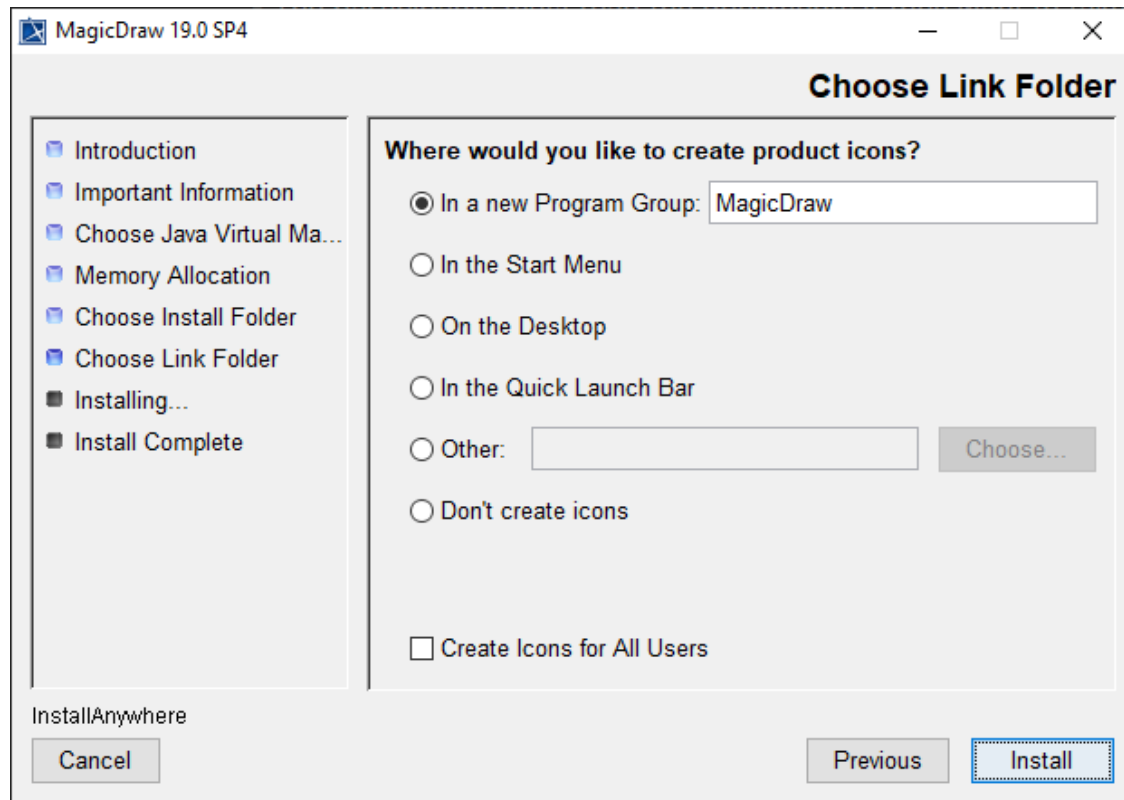 MagicDraw 19.0 SP4
Choose Link Folder
Introduction
Important Information
Choose Java Virtual Ma...
Memory Allocation
Choose Install Folder
Choose Link Folder
Installing...
Install Complete
Where would you like to create product icons?
In a new Program Group: MagicDraw
In the Start Menu
On the Desktop
In the Quick Launch Bar
Other: Choose...
Don't create icons
Create Icons for All Users
InstallAnywhere
Cancel Previous Install